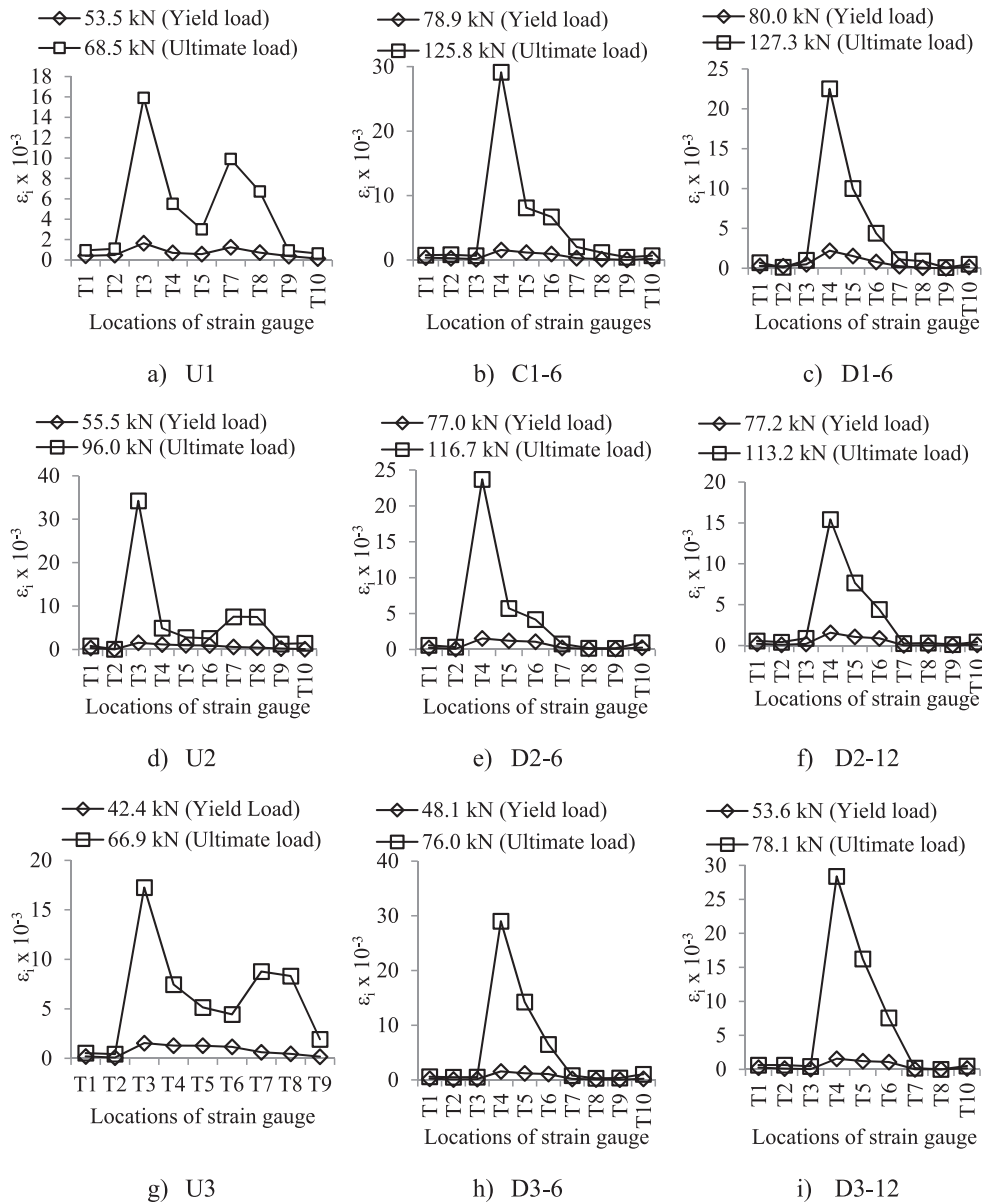 53.5 kN (Yield load)
68.5 kN (Ultimate load)
εi x 10-3
18
16
14
12
10
8
6
4
2
0
T1 T2 T3 T4 T5 T6 T7 T8 T9 T10
Locations of strain gauge
a) U1
78.9 kN (Yield load)
125.8 kN (Ultimate load)
εi x 10-3
30
20
10
0
T1 T2 T3 T4 T5 T6 T7 T8 T9 T10
Locations of strain gauges
b) C1-6
80.0 kN (Yield load)
127.3 kN (Ultimate load)
εi x 10-3
25
20
15
10
5
0
T1 T2 T3 T4 T5 T6 T7 T8 T9 T10
Locations of strain gauge
c) D1-6
55.5 kN (Yield load)
96.0 kN (Ultimate load)
εi x 10-3
40
30
20
10
0
T1 T2 T3 T4 T5 T6 T7 T8 T9 T10
Locations of strain gauge
d) U2
77.0 kN (Yield load)
116.7 kN (Ultimate load)
εi x 10-3
25
20
15
10
5
0
T1 T2 T4 T5 T6 T7 T8 T9 T10
Locations of strain gauge
e) D2-6
77.2 kN (Yield load)
113.2 kN (Ultimate load)
εi x 10-3
20
15
10
5
0
T1 T2 T3 T4 T5 T6 T7 T8 T9 T10
Locations of strain gauge
f) D2-12
42.4 kN (Yield Load)
66.9 kN (Ultimate load)
εi x 10-3
20
15
10
5
0
T1 T2 T3 T4 T5 T6 T7 T8 T9
Locations of strain gauge
g) U3
48.1 kN (Yield load)
76.0 kN (Ultimate load)
εi x 10-3
40
30
20
10
0
T1 T2 T3 T4 T5 T6 T7 T8 T9 T10
Locations of strain gauge
h) D3-6
53.6 kN (Yield load)
78.1 kN (Ultimate load)
εi x 10-3
30
25
20
15
10
5
0
T1 T2 T3 T4 T5 T6 T7 T8 T10
Locations of strain gauge
i) D3-12